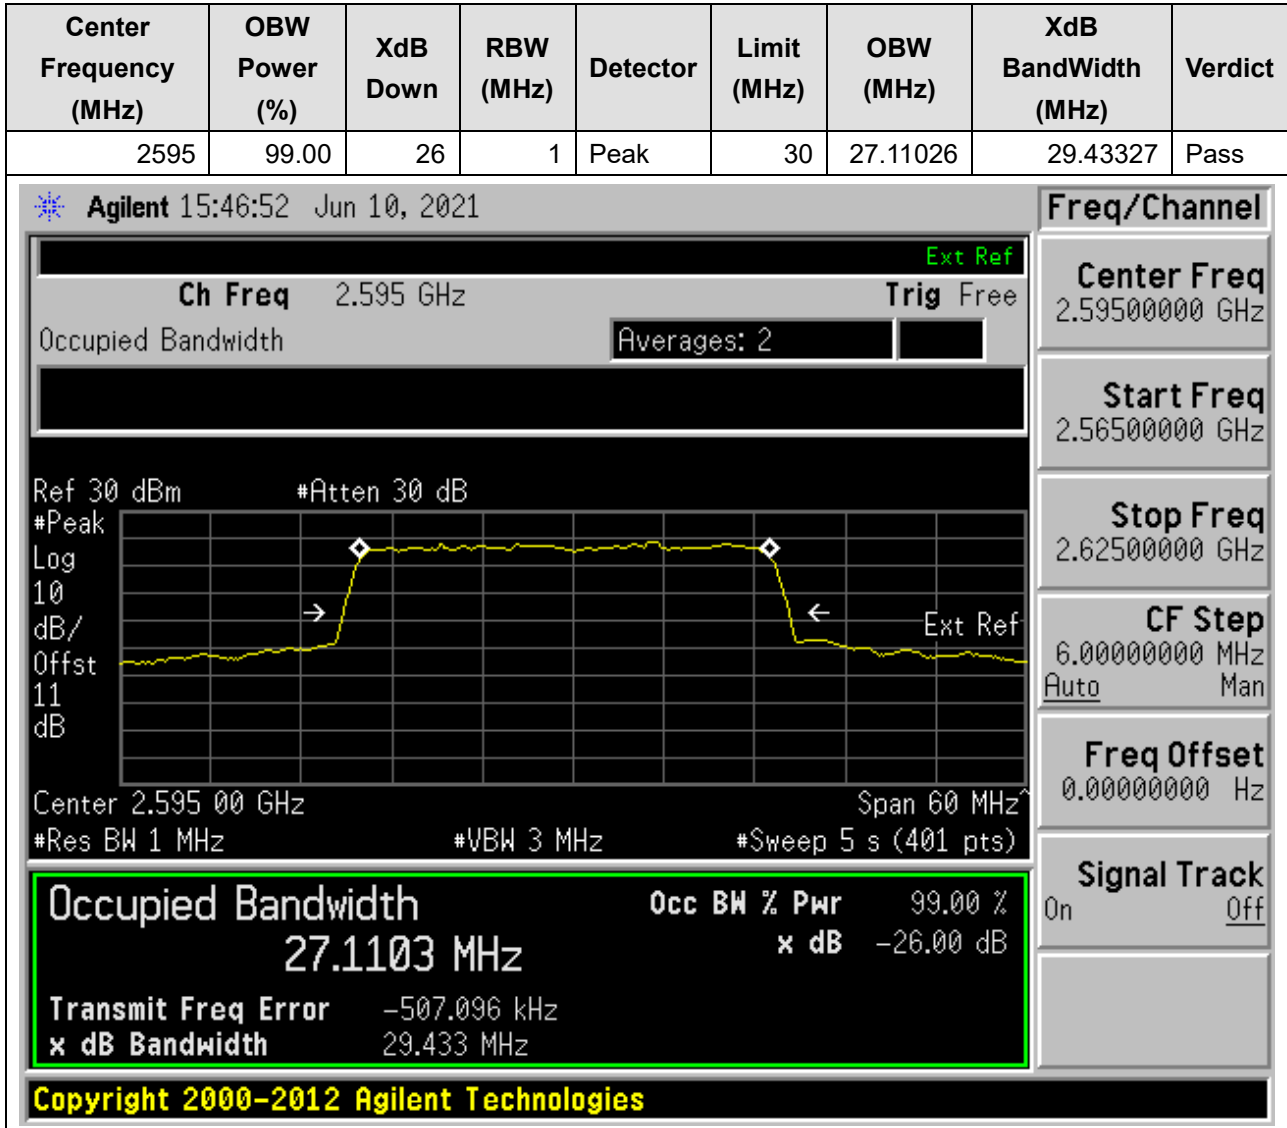 Center Frequency (MHz) OBW Power (%) XdB Down RBW (MHz) Detector Limit (MHz) OBW (MHz) XdB BandWidth (MHz) Verdict
2595 99.00 26 1 Peak 30 27.11026 29.43327 Pass
Agilent 15:46:52 Jun 10, 2021
Freq/Channel
Ext Ref
Ch Freq 2.595 GHz Trig Free
Occupied Bandwidth Averages: 2
Center Freq
2.59500000 GHz
Start Freq
2.56500000 GHz
Stop Freq
2.62500000 GHz
CF Step
6.00000000 MHz
Auto Man
Freq Offset
0.00000000 Hz
Signal Track
On Off
Ref 30 dBm #Atten 30 dB
#Peak
Log
10
dB/
Offst
11
dB
Ext Ref
Center 2.595 00 GHz Span 60 MHz^
#Res BW 1 MHz #VBW 3 MHz #Sweep 5 s (401 pts)
Occupied Bandwidth Occ BW % Pwr 99.00 %
27.1103 MHz x dB -26.00 dB
Transmit Freq Error -507.096 kHz
x dB Bandwidth 29.433 MHz
Copyright 2000-2012 Agilent Technologies